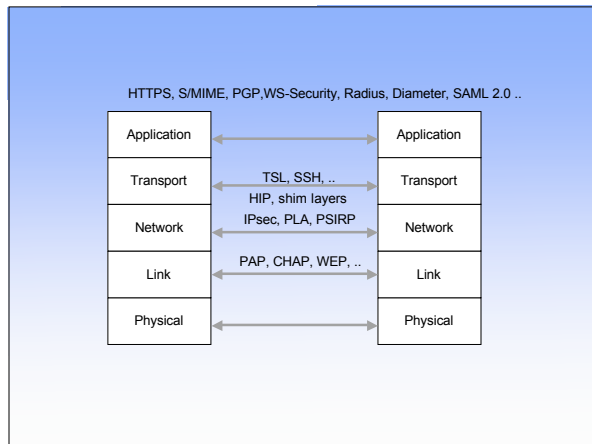 HTTPS, S/MIME, PGP,WS-Security, Radius, Diameter, SAML 2.0 ..
Application
Application
Transport
TSL, SSH, ..
Transport
HIP, shim layers
Network
IPsec, PLA, PSIRP
Network
Link
PAP, CHAP, WEP, ..
Link
Physical
Physical